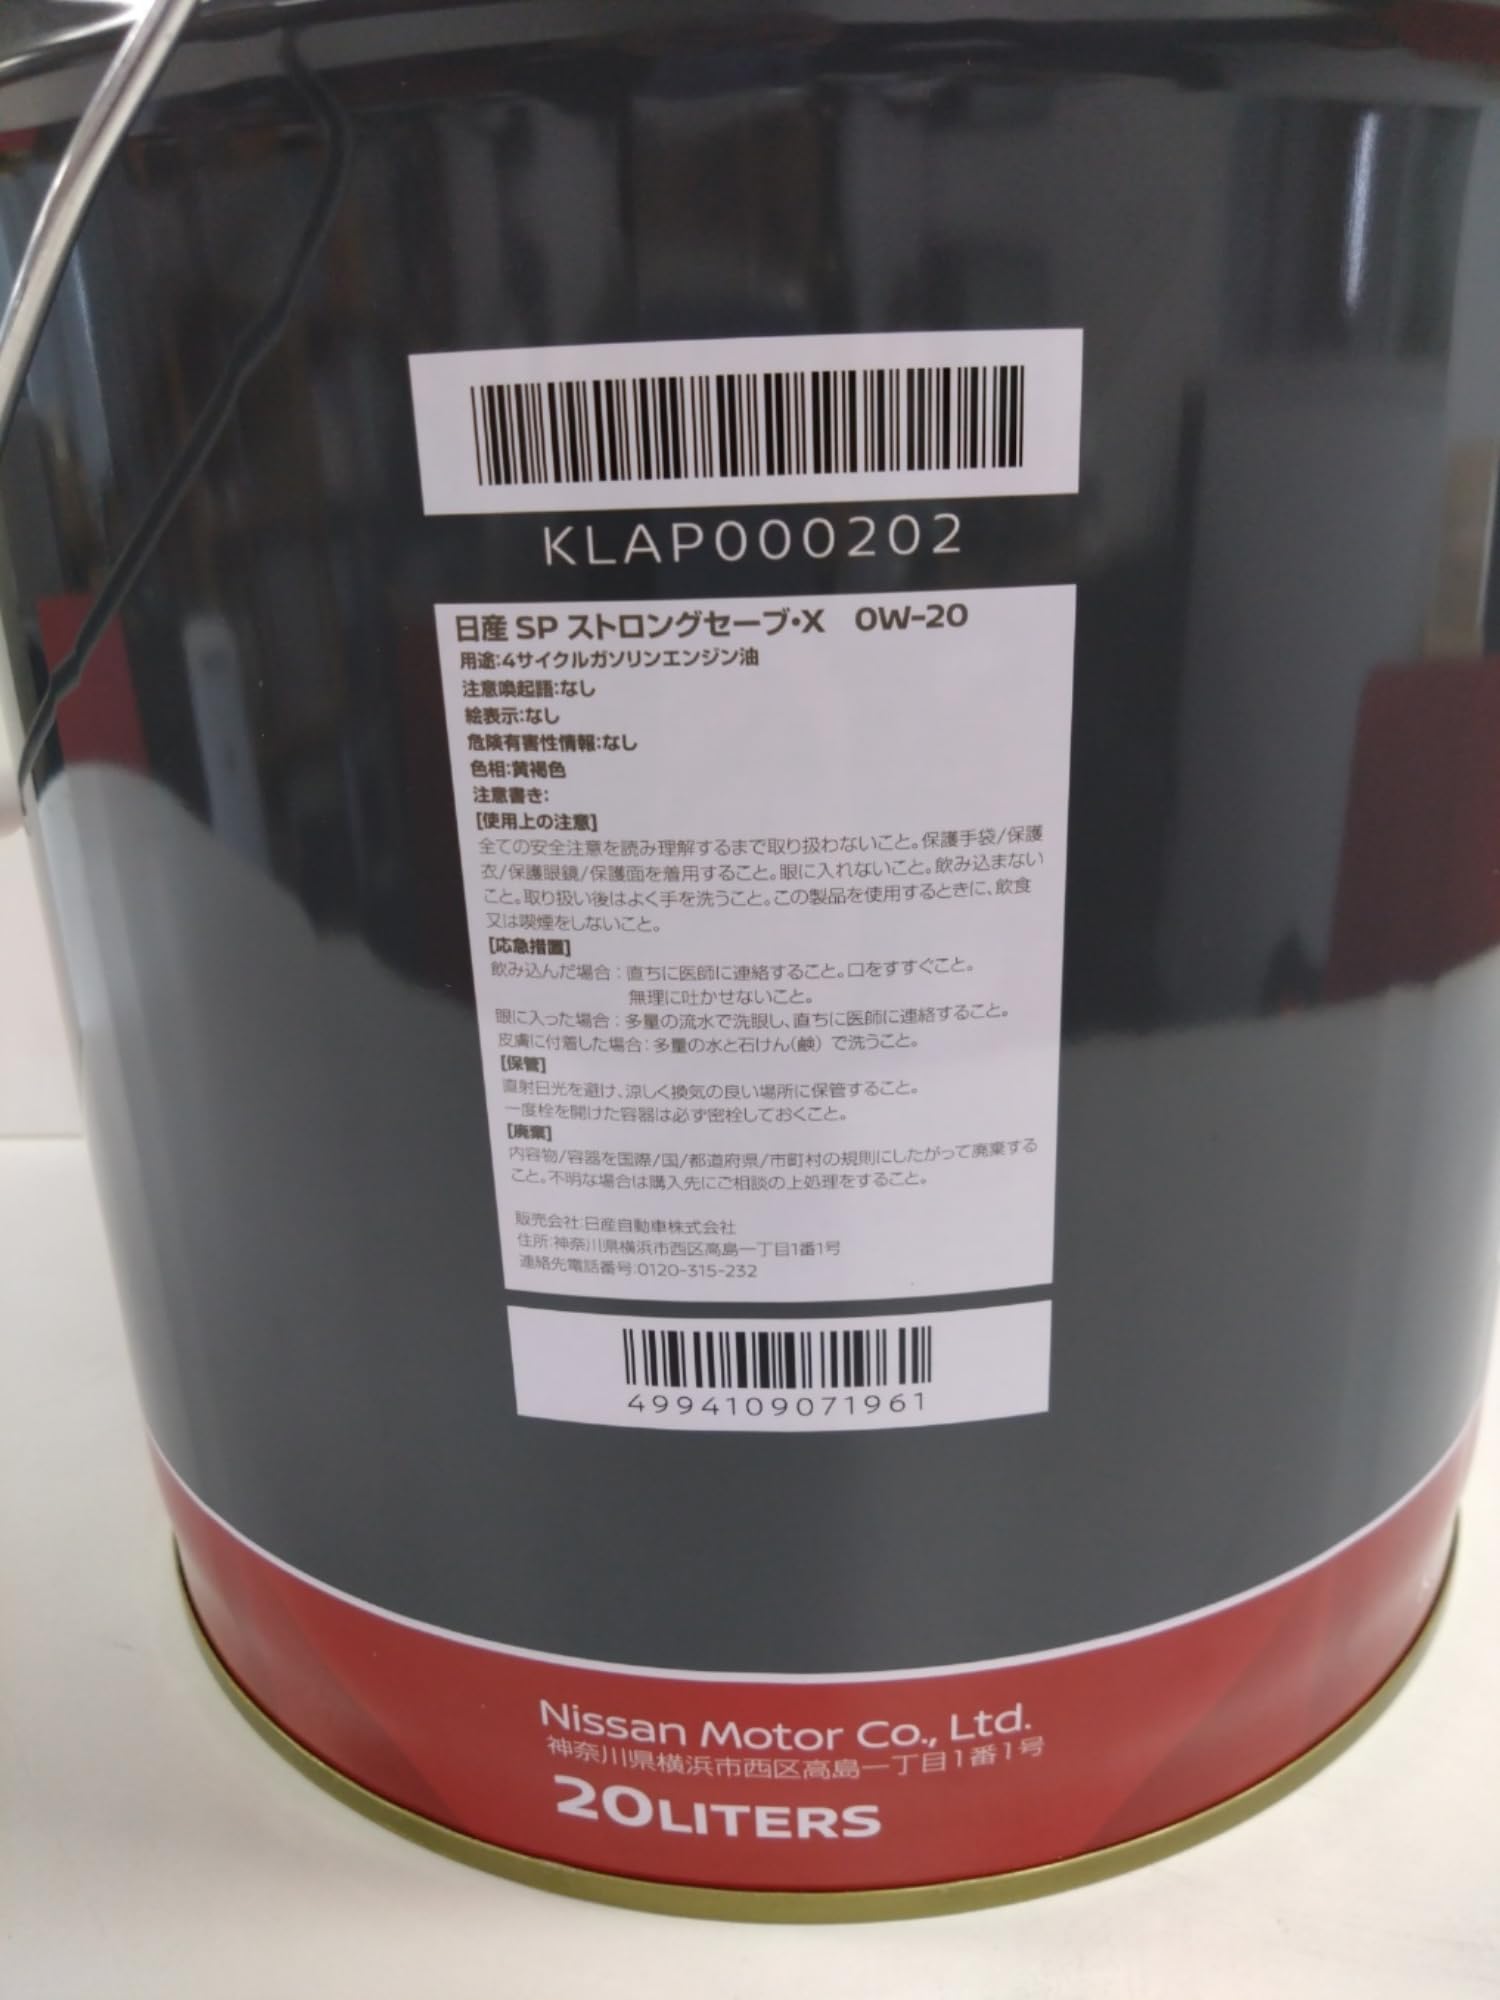 KLAP000202
日産 SP ストロングセーブ・X 0W-20
用途:4サイクルガソリンエンジン油
注意喚起語:なし
絵表示:なし
危険有害性情報:なし
色相:黄褐色
注意書き:
[使用上の注意]
全ての安全注意を読み理解するまで取り扱わないこと。保護手袋/保護
衣/保護眼鏡/保護面を着用すること。眼に入れないこと。飲み込まない
こと。取り扱い後はよく手を洗うこと。この製品を使用するときに、飲食
又は喫煙をしないこと。
[応急措置]
飲み込んだ場合:直ちに医師に連絡すること。口をすすぐこと。
無理に吐かせないこと。
眼に入った場合:多量の流水で洗眼し、直ちに医師に連絡すること。
皮膚に付着した場合:多量の水と石けん(鹸)で洗うこと。
[保管]
直射日光を避け、涼しく換気の良い場所に保管すること。
一度栓を開けた容器は必ず密栓しておくこと。
[廃棄]
内容物/容器を国際/国/都道府県/市町村の規則にしたがって廃棄する
こと。不明な場合は購入先にご相談の上処理をすること。
販売会社:日産自動車株式会社
住所:神奈川県横浜市西区高島一丁目1番1号
連絡先電話番号:0120-315-232
4994109071961
Nissan Motor Co., Ltd.
神奈川県横浜市西区高島一丁目1番1号
20LITERS